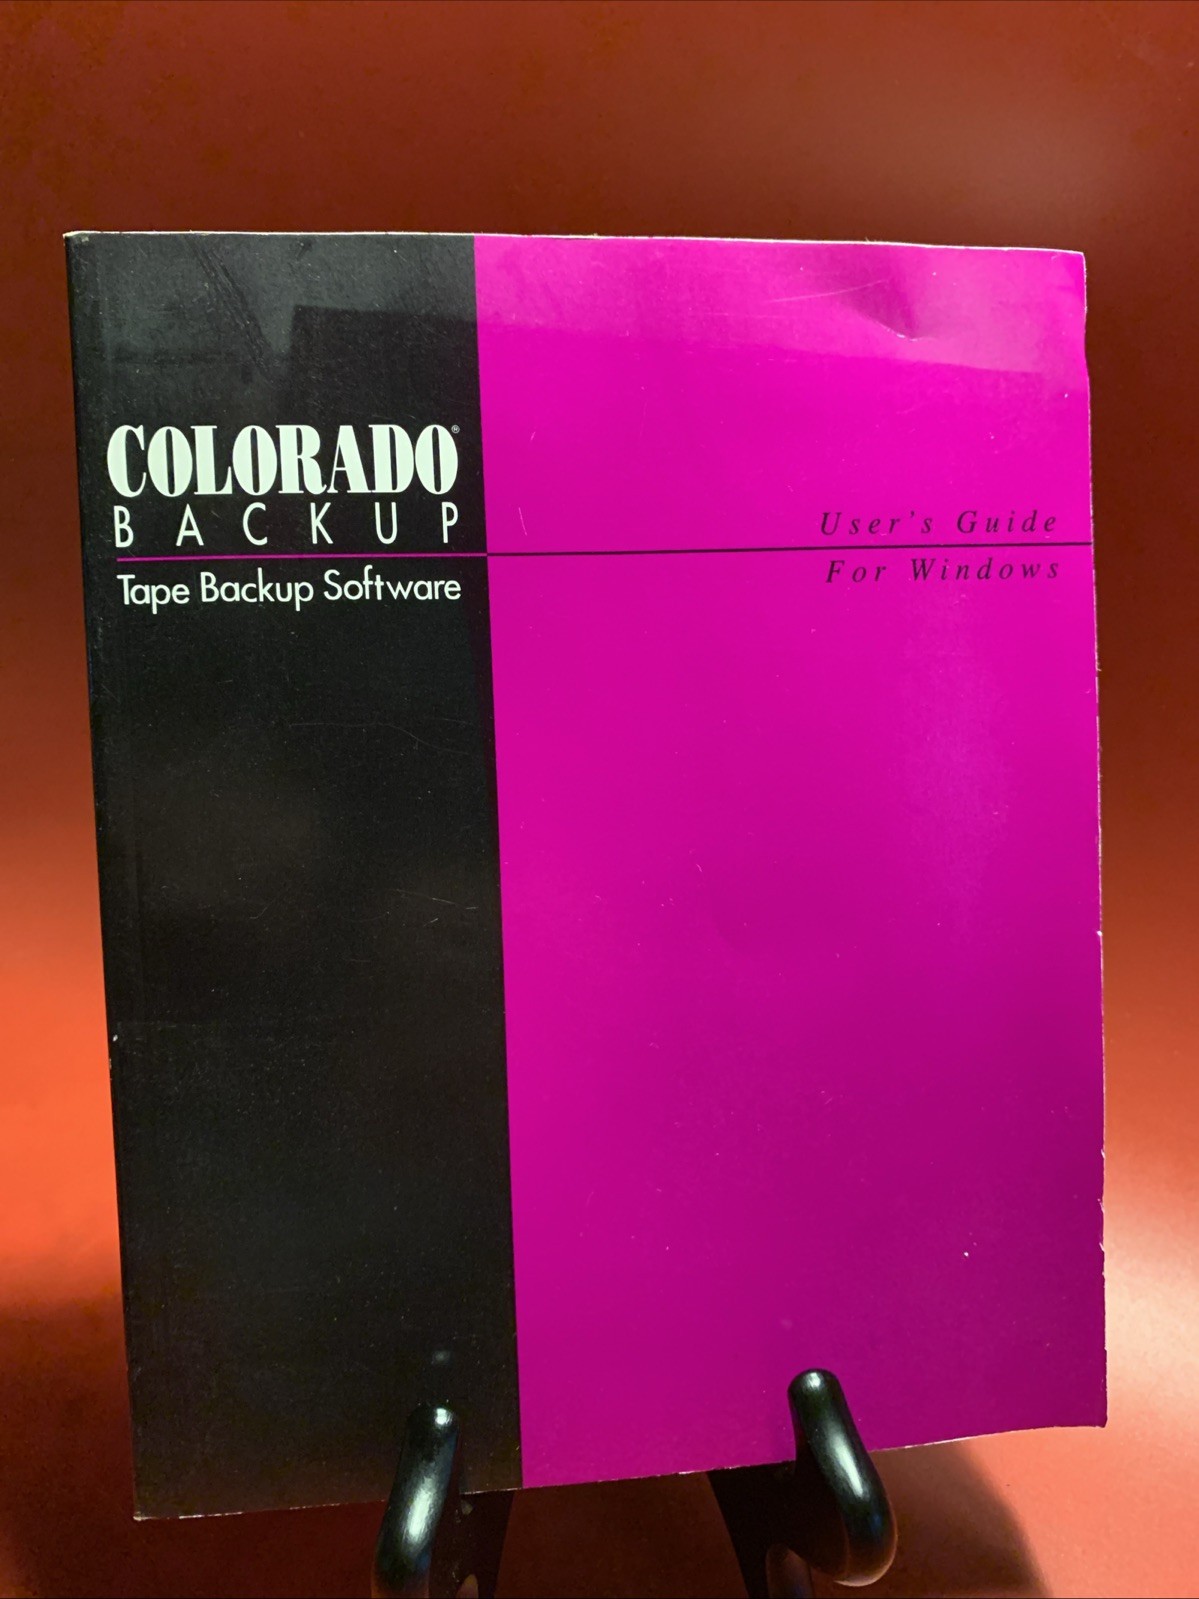 COLORADO®
BACKUP
Tape Backup Software
User's Guide
For Windows